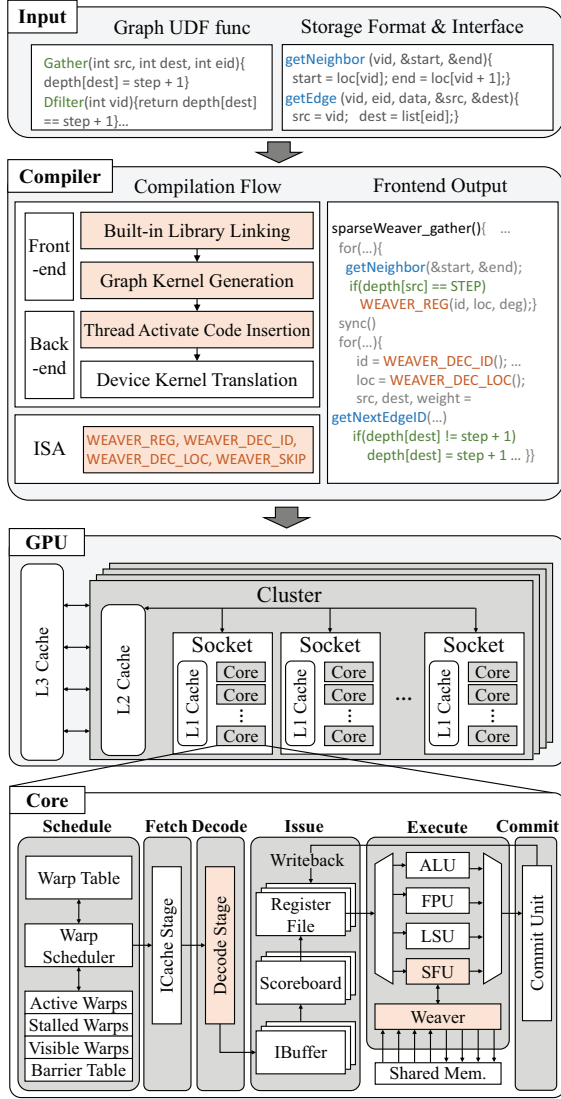 Input
Graph UDF func
Storage Format & Interface
Gather(int src, int dest, int eid){
depth[dest] = step + 1}
Dfilter(int vid){return depth[dest]
== step + 1}...
getNeighbor (vid, &start, &end){
start = loc[vid]; end = loc[vid + 1];}
getEdge (vid, eid, data, &src, &dest){
src = vid; dest = list[eid];}
Compiler
Compilation Flow
Frontend Output
Front
-end
Built-in Library Linking
Graph Kernel Generation
Back
-end
Thread Activate Code Insertion
Device Kernel Translation
ISA
WEAVER_REG, WEAVER_DEC_ID,
WEAVER_DEC_LOC, WEAVER_SKIP
sparseWeaver_gather(){ ...
for(...){
getNeighbor(&start, &end);
if(depth[src] == STEP)
WEAVER_REG(id, loc, deg);}
sync()
for(...){
id = WEAVER_DEC_ID(); ...
loc = WEAVER_DEC_LOC();
src, dest, weight =
getNextEdgeID(...)
if(depth[dest] != step + 1)
depth[dest] = step + 1 ... }}
GPU
L3 Cache
Cluster
L2 Cache
Socket
L1 Cache
Core
Core
...
Core
Socket
L1 Cache
Core
Core
...
Core
...
Socket
L1 Cache
Core
Core
...
Core
Core
Schedule
Fetch
Decode
Issue
Execute
Commit
Warp Table
Warp
Scheduler
Active Warps
Stalled Warps
Visible Warps
Barrier Table
ICache Stage
Decode Stage
Writeback
Register
File
Scoreboard
IBuffer
ALU
FPU
LSU
SFU
Weaver
Shared Mem.
Commit Unit